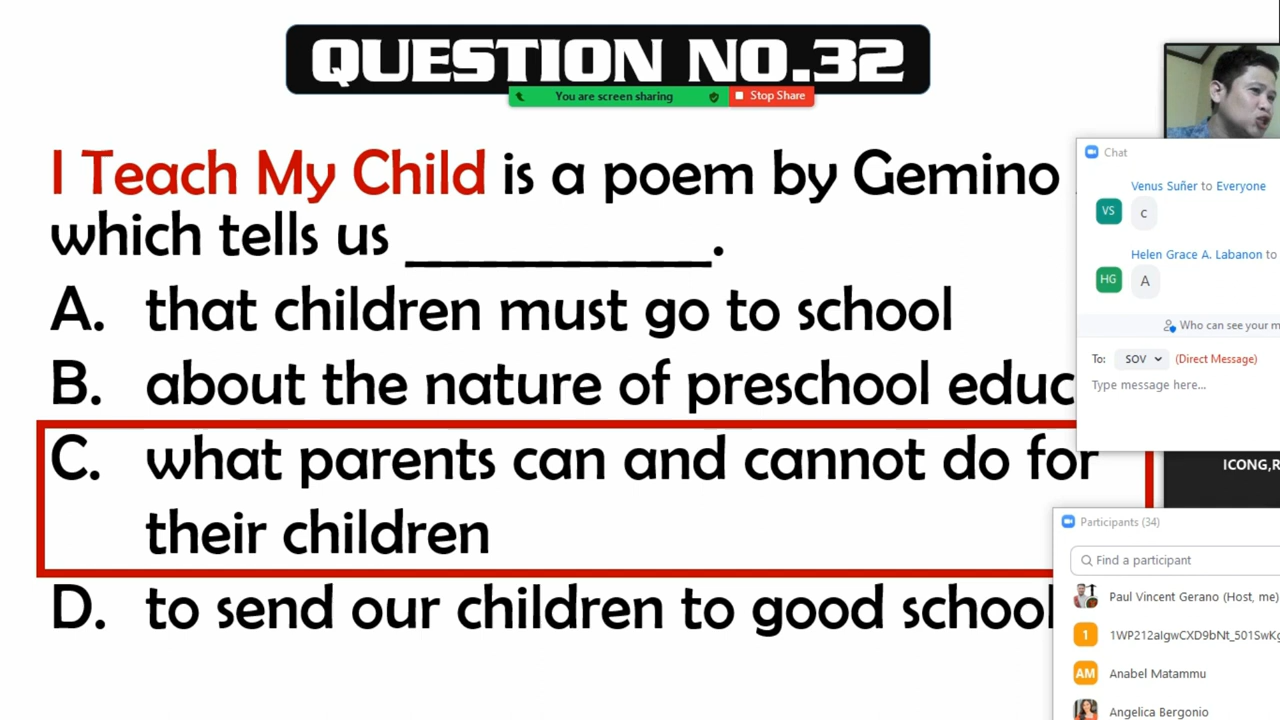 QUESTION NO.32
You are screen sharing
Stop Share
I Teach My Child is a poem by Gemino
which tells us ____________.
A. that children must go to school
B. about the nature of preschool educ
C. what parents can and cannot do for
their children
D. to send our children to good school
Chat
Venus Suñer to Everyone
VS
c
Helen Grace A. Labanon to
HG
A
Who can see your m
To: SOV (Direct Message)
Type message here...
ICONG,R
Participants (34)
Find a participant
Paul Vincent Gerano (Host, me)
1 1WP212aIgwCXD9bNt_501SwKg
AM Anabel Matammu
Angelica Bergonio